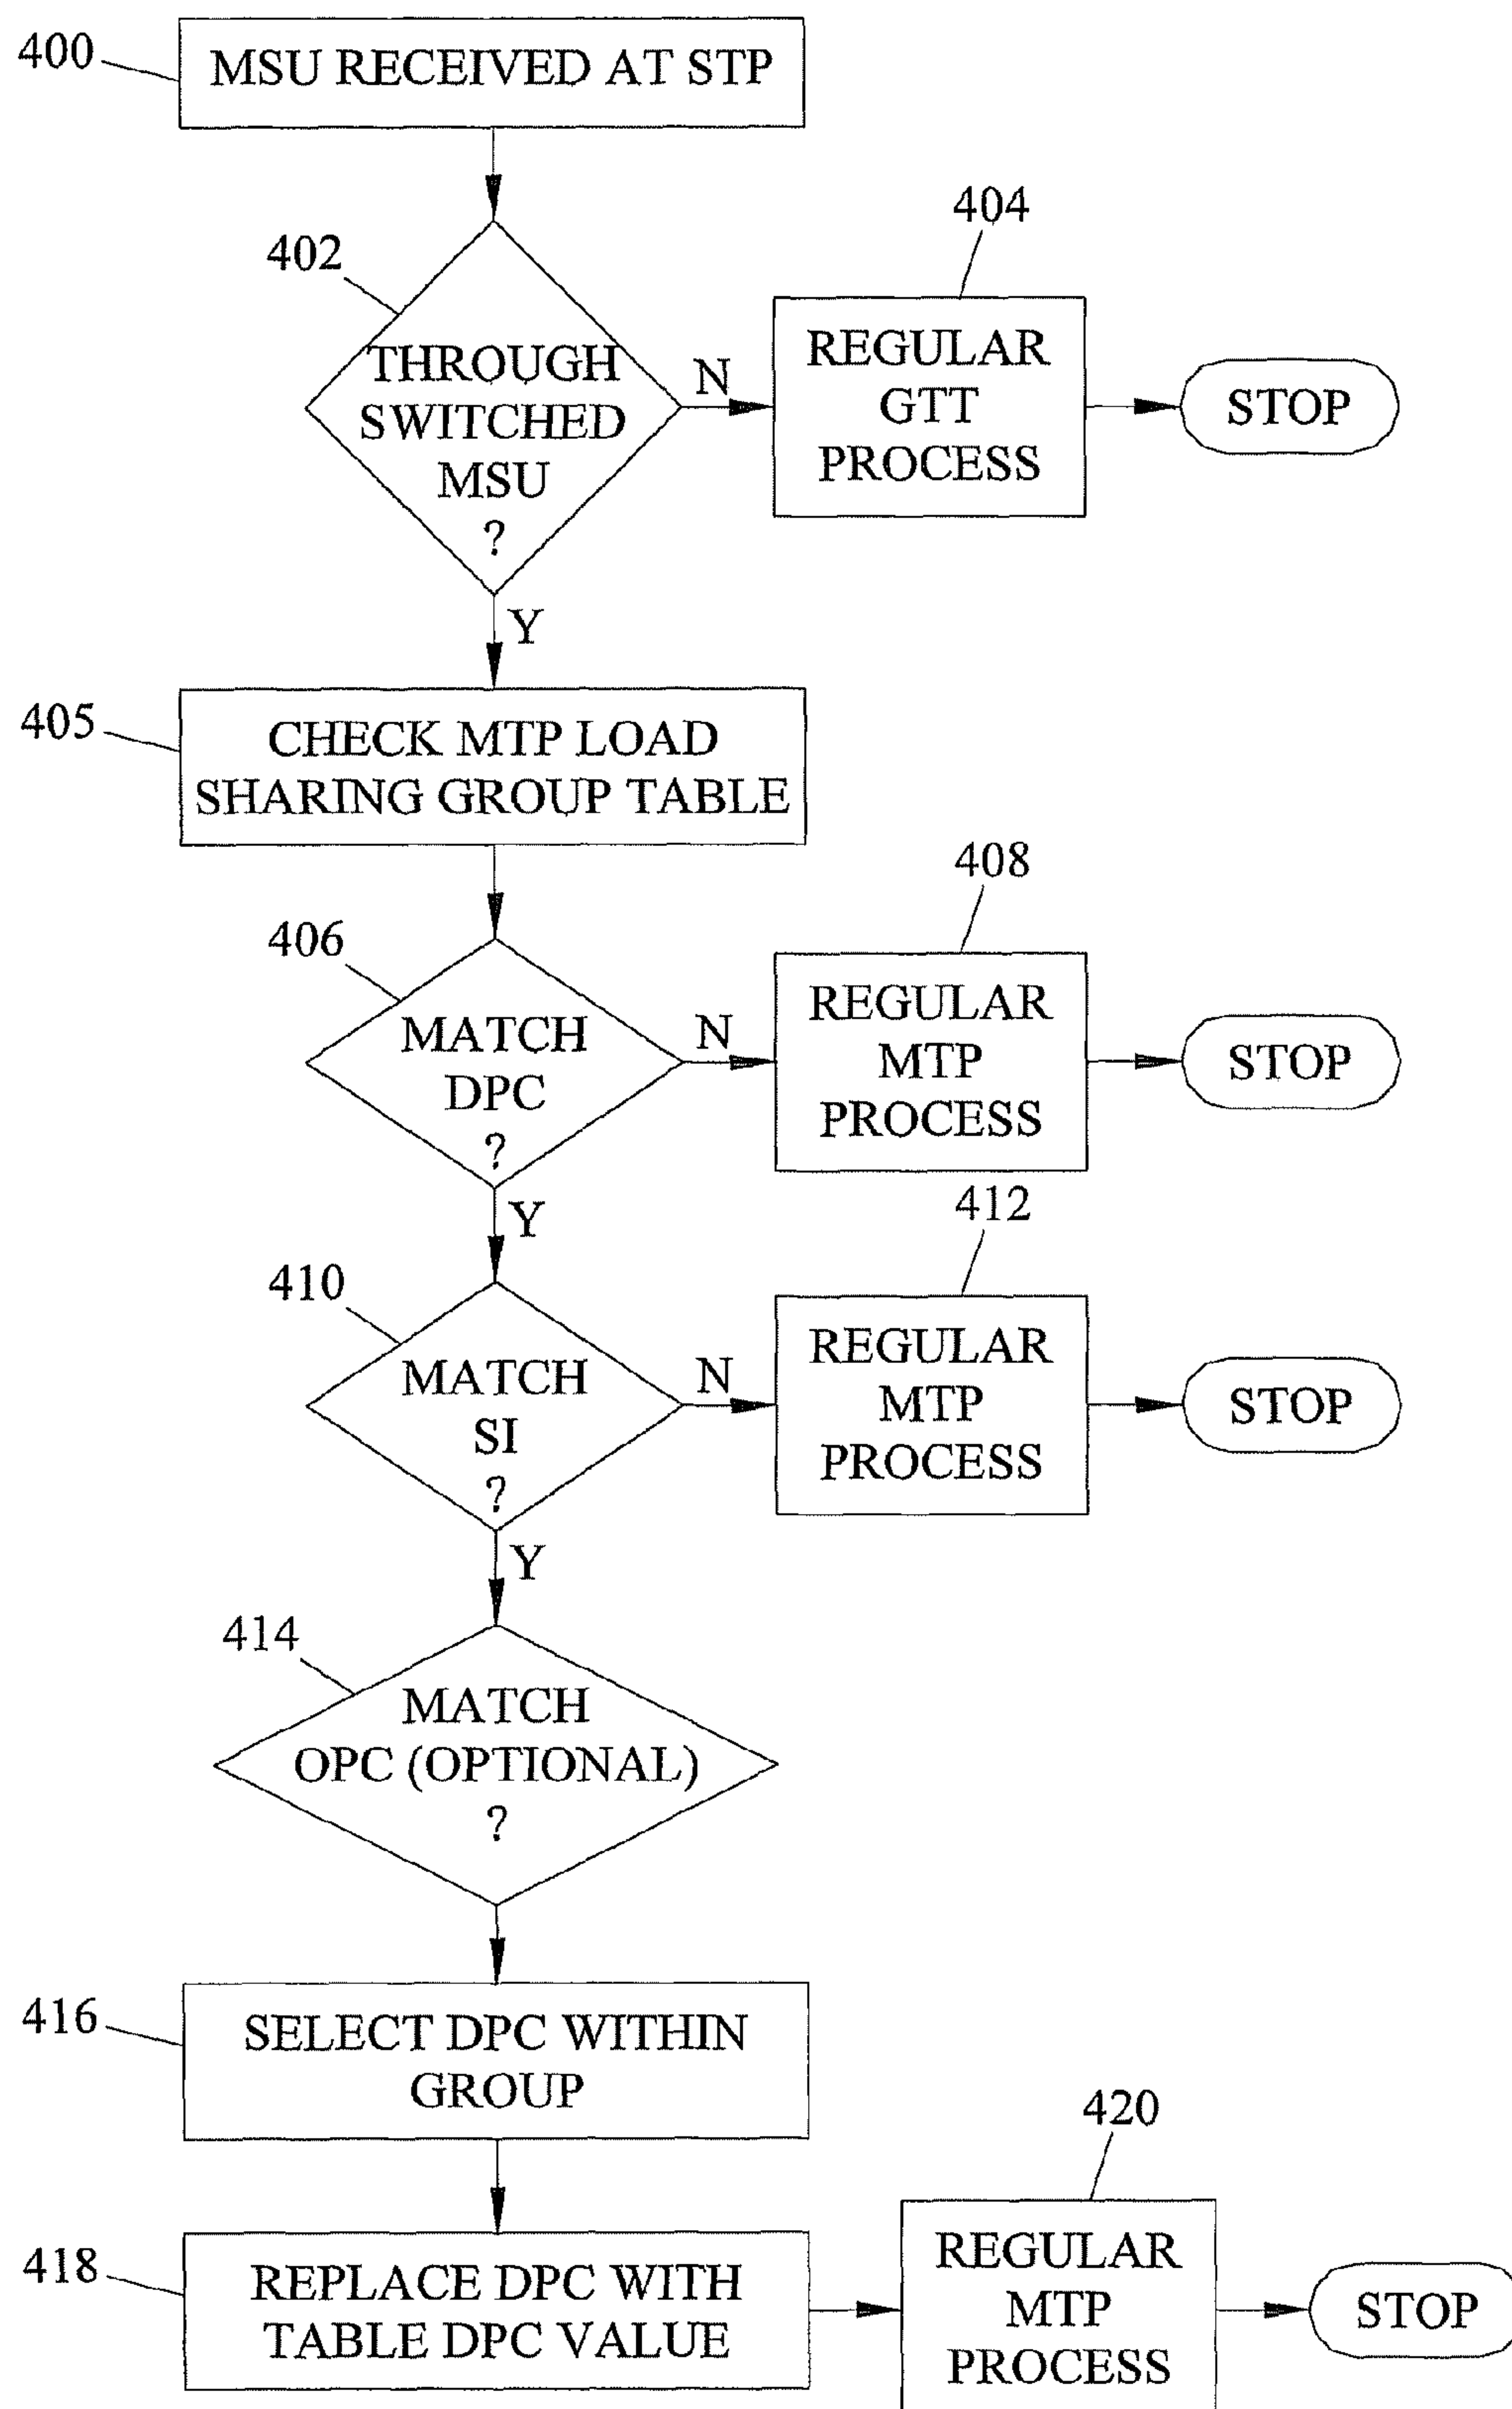 400
MSU RECEIVED AT STP
402
THROUGH
SWITCHED
MSU
?
N
404
REGULAR
GTT
PROCESS
STOP
Y
405
CHECK MTP LOAD
SHARING GROUP TABLE
406
MATCH
DPC
?
N
408
REGULAR
MTP
PROCESS
STOP
Y
410
MATCH
SI
?
N
412
REGULAR
MTP
PROCESS
STOP
Y
414
MATCH
OPC (OPTIONAL)
?
416
SELECT DPC WITHIN
GROUP
418
REPLACE DPC WITH
TABLE DPC VALUE
420
REGULAR
MTP
PROCESS
STOP